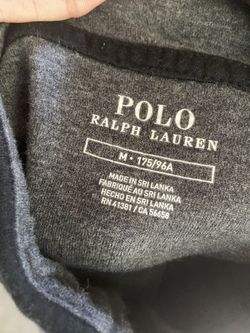 POLO
RALPH LAUREN
M • 175/96A
MADE IN SRI LANKA
FABRIQUÉ AU SRI LANKA
HECHO EN SRI LANKA
RN 41381 / CA 56456